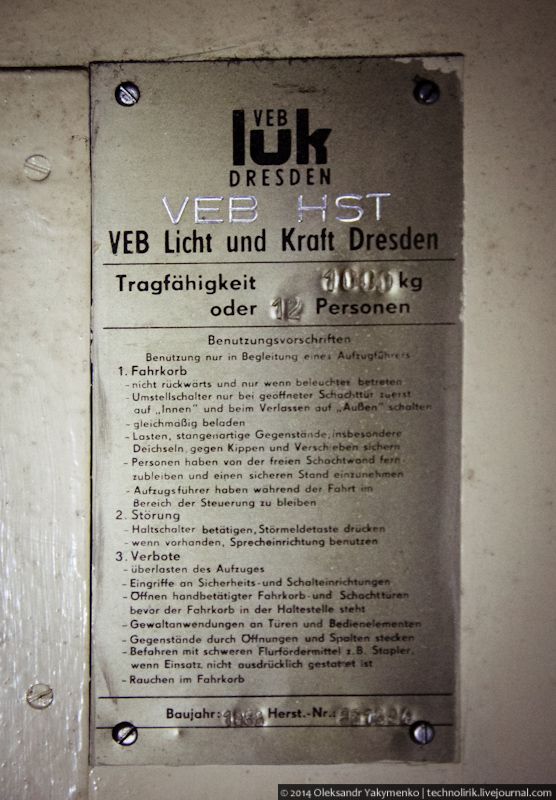 VEB
luk
DRESDEN
VEB HST
VEB Licht und Kraft Dresden
Tragfähigkeit 1000 kg
oder 12 Personen
Benutzungsvorschriften
Benutzung nur in Begleitung eines Aufzugführers
1. Fahrkorb
- nicht rückwärts und nur wenn beleuchtet betreten
- Umstellschalter nur bei geöffneter Schachttür zuerst
auf „Innen" und beim Verlassen auf „Außen" schalten
- gleichmäßig beladen
- Lasten, stangenartige Gegenstände, insbesondere
Deichseln, gegen Kippen und Verschieben sichern
- Personen haben von der freien Schachtwand fern-
zubleiben und einen sicheren Stand einzunehmen
- Aufzugsführer haben während der Fahrt im
Bereich der Steuerung zu bleiben
2. Störung
- Haltschalter betätigen, Störmeldetaste drücken
- wenn vorhanden, Sprecheinrichtung benutzen
3. Verbote
- überlasten des Aufzuges
- Eingriffe an Sicherheits- und Schalteinrichtungen
- Öffnen handbetätigter Fahrkorb- und Schachttüren
bevor der Fahrkorb in der Haltestelle steht
- Gewaltanwendungen an Türen und Bedienelementen
- Gegenstände durch Öffnungen und Spalten stecken
- Befahren mit schweren Flurfördermittel z.B. Stapler,
wenn Einsatz nicht ausdrücklich gestattet ist
- Rauchen im Fahrkorb
Baujahr: Herst.-Nr.:
© 2014 Oleksandr Yakymenko | technolirik.livejournal.com